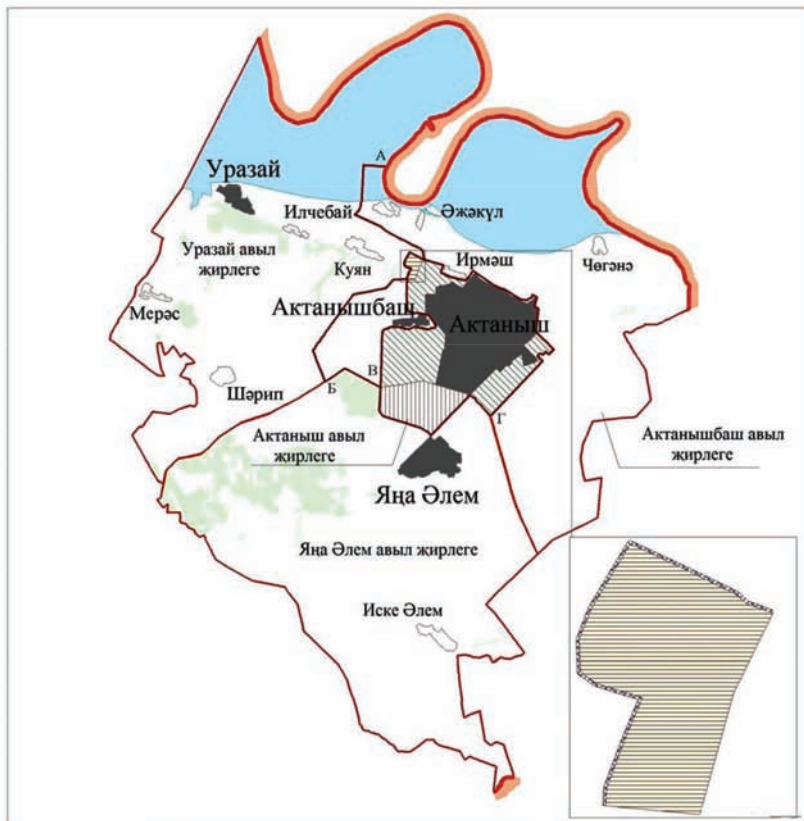 А
Уразай
Илчебай
Әҗәкүл
Уразай авыл
җирлеге
Куян
Ирмәш
Чөгәнә
Мерәс
Актанышбаш
Актаныш
Шәрип
Б
В
Г
Актаныш авыл
җирлеге
Актанышбаш авыл
җирлеге
Яңа Әлем
Яңа Әлем авыл җирлеге
Иске Әлем